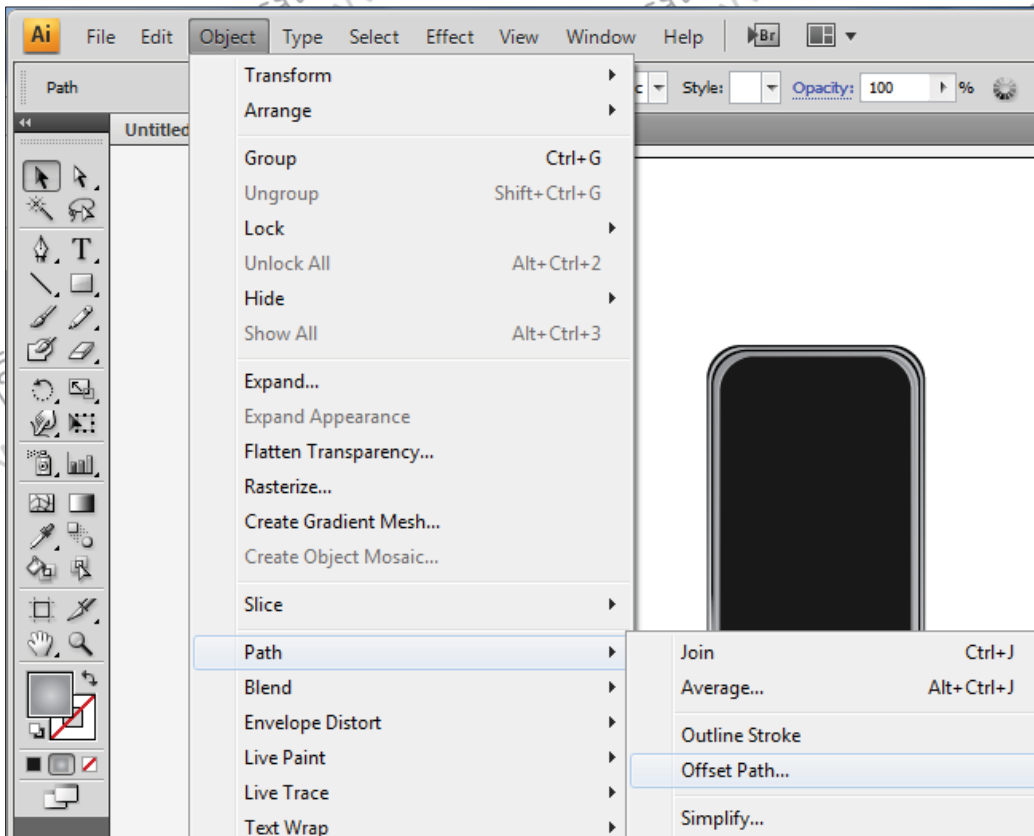 Ai File Edit Object Type Select Effect View Window Help Br
Path c Style: Opacity: 100 %
Untitled
Transform
Arrange
Group Ctrl+G
Ungroup Shift+Ctrl+G
Lock
Unlock All Alt+Ctrl+2
Hide
Show All Alt+Ctrl+3
Expand...
Expand Appearance
Flatten Transparency...
Rasterize...
Create Gradient Mesh...
Create Object Mosaic...
Slice
Path
Blend
Envelope Distort
Live Paint
Live Trace
Text Wrap
Join Ctrl+J
Average... Alt+Ctrl+J
Outline Stroke
Offset Path...
Simplify...
T